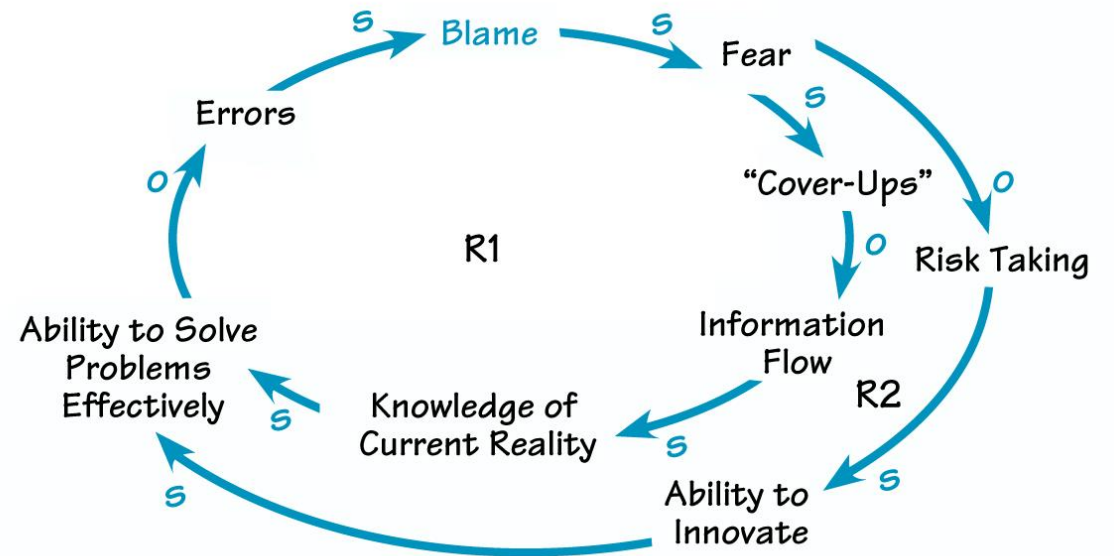 S
Blame
S
Fear
S
Errors
O
"Cover-Ups"
O
O
Risk Taking
R1
Information
Flow
Ability to Solve
Problems
Effectively
R2
Knowledge of
Current Reality
S
S
S
Ability to
Innovate
S